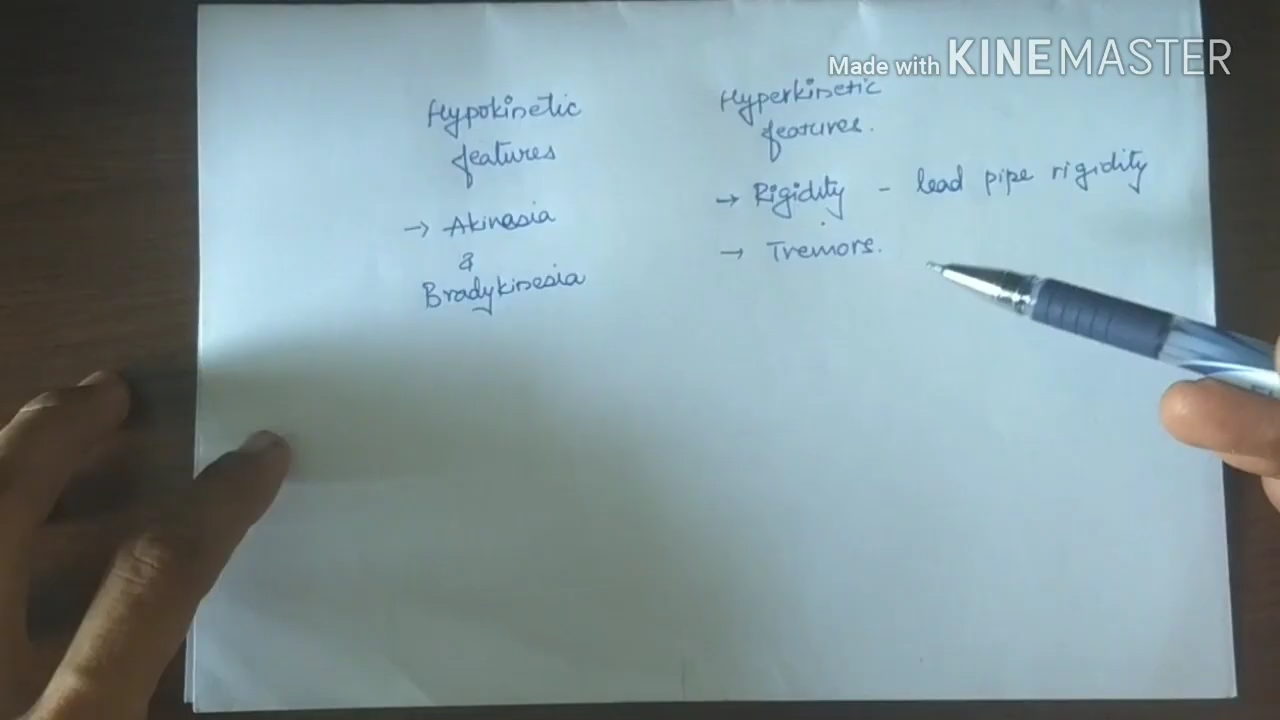 Made with KINEMASTER
Hypokinetic
features
→ Akinesia
&
Bradykinesia
Hyperkinetic
features.
→ Rigidity - lead pipe rigidity
→ Tremors.